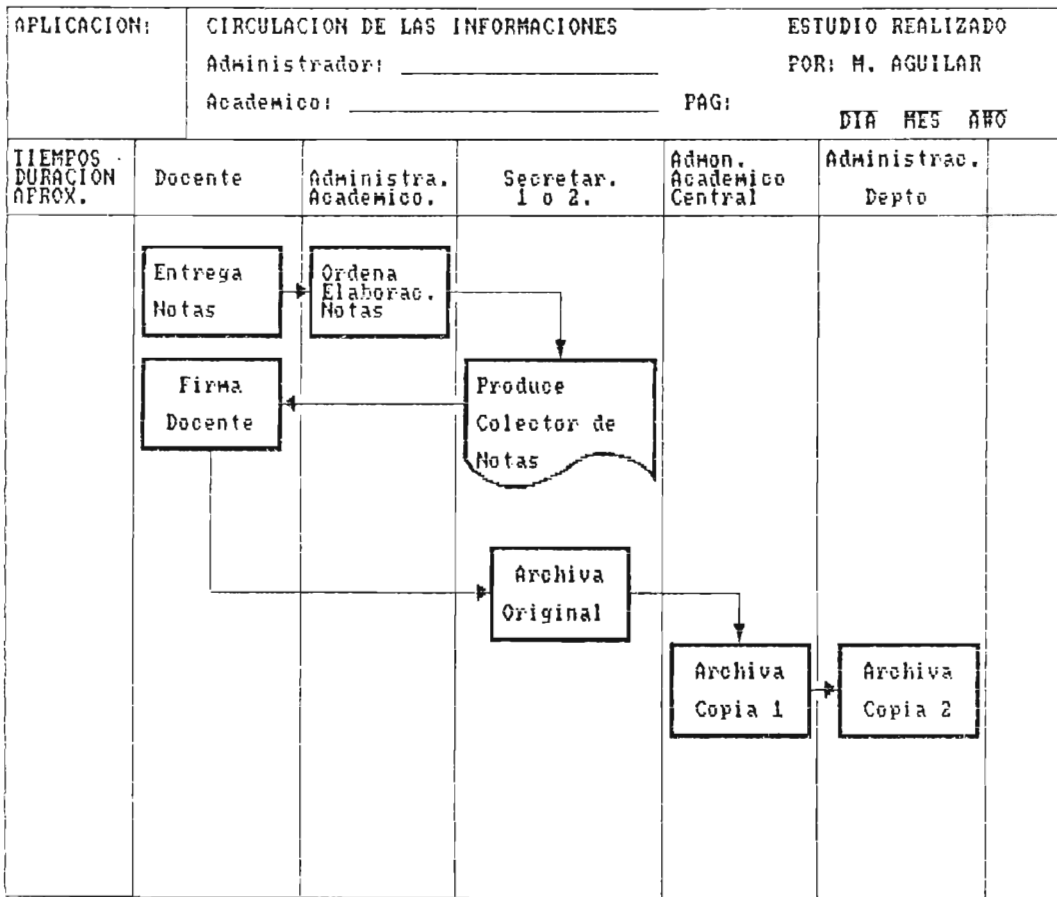 APLICACION:
CIRCULACION DE LAS INFORMACIONES
ESTUDIO REALIZADO
Administrador:
POR: M. AGUILAR
Academico:
PAG:
DIA MES AÑO
TIEMPOS
DURACION
APROX.
Docente
Administra.
Academico.
Secretar.
1 o 2.
Admon.
Academico
Central
Administrac.
Depto
Entrega
Notas
Ordena
Elaborac.
Notas
Firma
Docente
Produce
Colector de
Notas
Archiva
Original
Archiva
Copia 1
Archiva
Copia 2